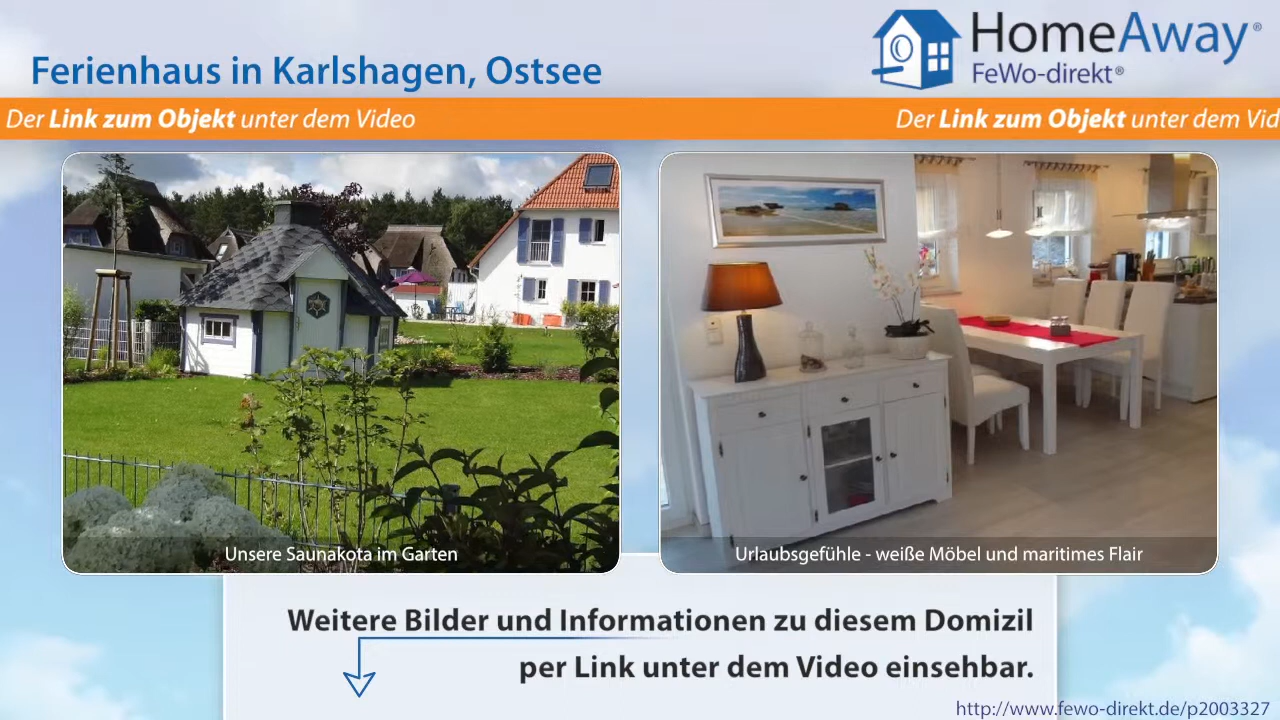 Ferienhaus in Karlshagen, Ostsee
HomeAway®
FeWo-direkt®
Der Link zum Objekt unter dem Video
Der Link zum Objekt unter dem Vid
Unsere Saunakota im Garten
Urlaubsgefühle - weiße Möbel und maritimes Flair
Weitere Bilder und Informationen zu diesem Domizil
per Link unter dem Video einsehbar.
http://www.fewo-direkt.de/p2003327